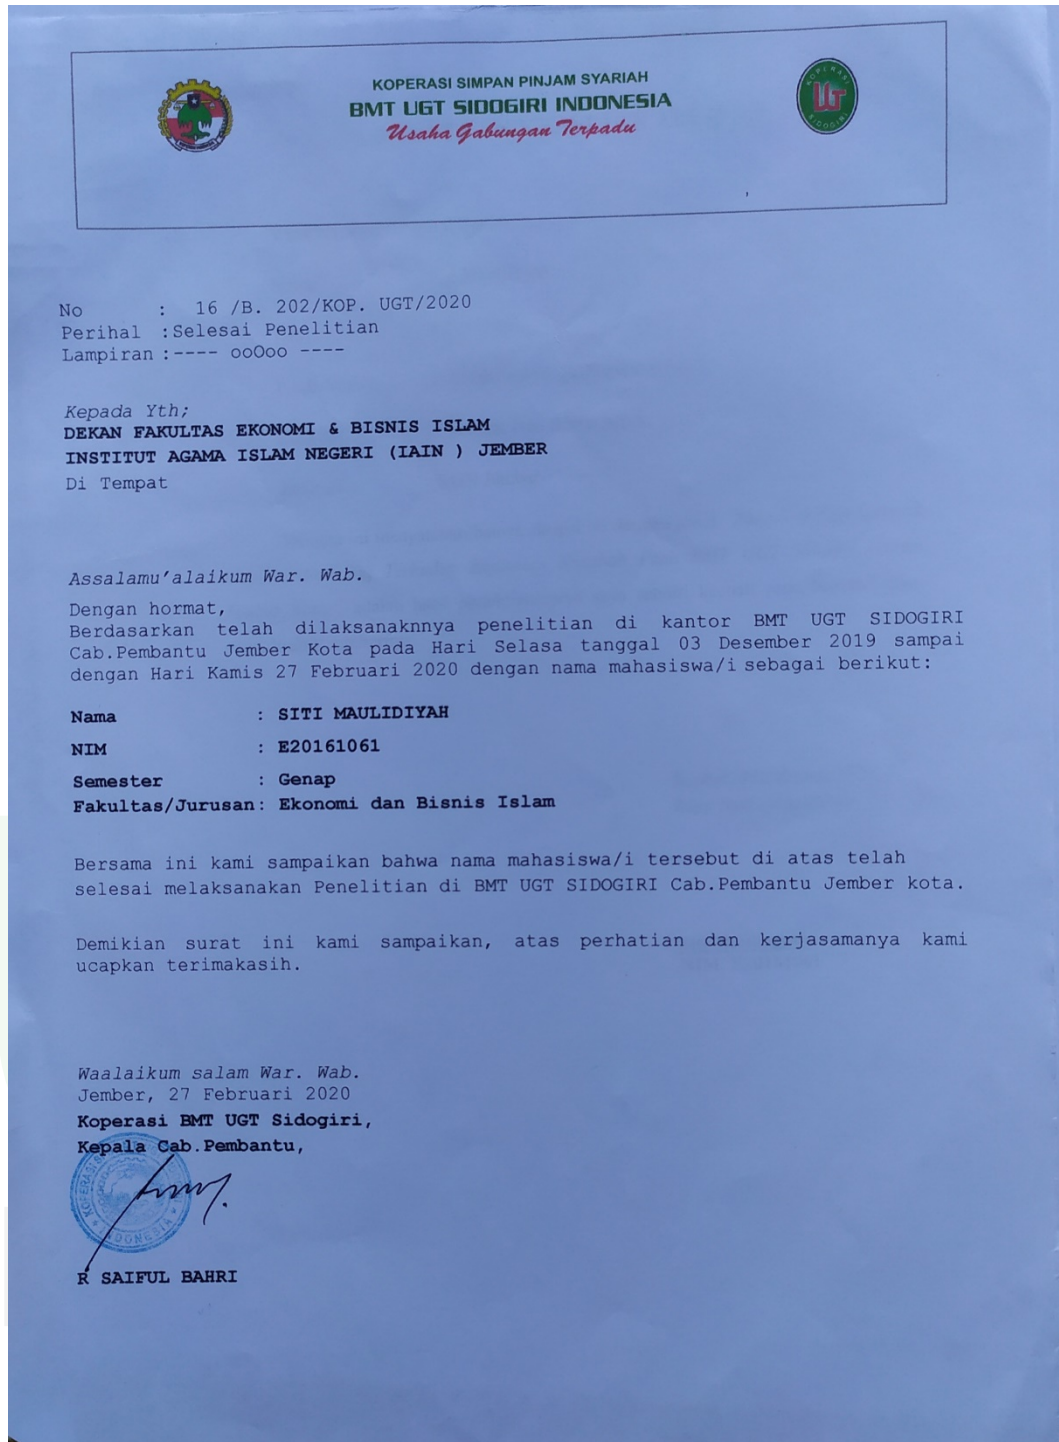 KOPERASI SIMPAN PINJAM SYARIAH
BMT UGT SIDOGIRI INDONESIA
Usaha Gabungan Terpadu
KOPERASI
UGT
SIDOGIRI
No : 16 /B. 202/KOP. UGT/2020
Perihal :Selesai Penelitian
Lampiran :---- ooOoo ----
Kepada Yth;
DEKAN FAKULTAS EKONOMI & BISNIS ISLAM
INSTITUT AGAMA ISLAM NEGERI (IAIN ) JEMBER
Di Tempat
Assalamu'alaikum War. Wab.
Dengan hormat,
Berdasarkan telah dilaksanaknnya penelitian di kantor BMT UGT SIDOGIRI
Cab.Pembantu Jember Kota pada Hari Selasa tanggal 03 Desember 2019 sampai
dengan Hari Kamis 27 Februari 2020 dengan nama mahasiswa/i sebagai berikut:
Nama : SITI MAULIDIYAH
NIM : E20161061
Semester : Genap
Fakultas/Jurusan: Ekonomi dan Bisnis Islam
Bersama ini kami sampaikan bahwa nama mahasiswa/i tersebut di atas telah
selesai melaksanakan Penelitian di BMT UGT SIDOGIRI Cab.Pembantu Jember kota.
Demikian surat ini kami sampaikan, atas perhatian dan kerjasamanya kami
ucapkan terimakasih.
Waalaikum salam War. Wab.
Jember, 27 Februari 2020
Koperasi BMT UGT Sidogiri,
Kepala Cab.Pembantu,
KOPERASI
INDONESIA
R SAIFUL BAHRI